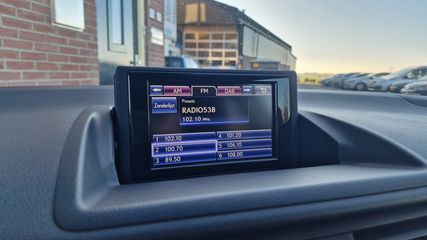 AM FM DAB
Presets
Zenderlijst
RADIO538
102.10 MHz
1 102.10 4 101.20
2 100.70 5 106.10
3 89.50 6 108.00